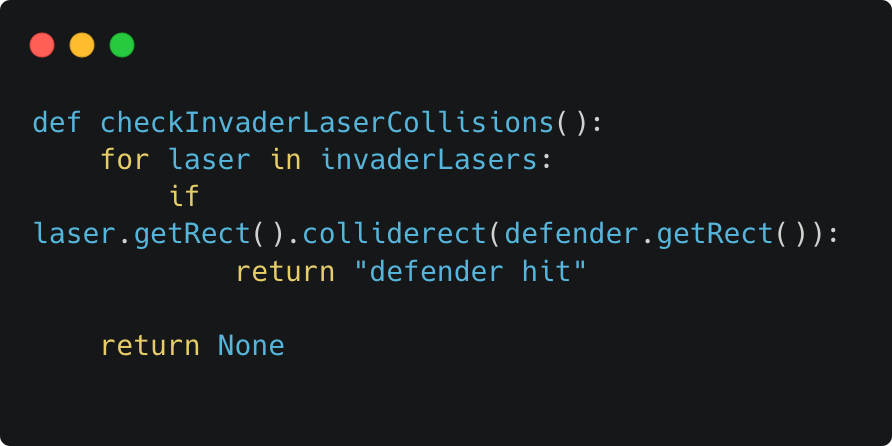 def checkInvaderLaserCollisions():
    for laser in invaderLasers:
        if
laser.getRect().colliderect(defender.getRect()):
            return "defender hit"

    return None